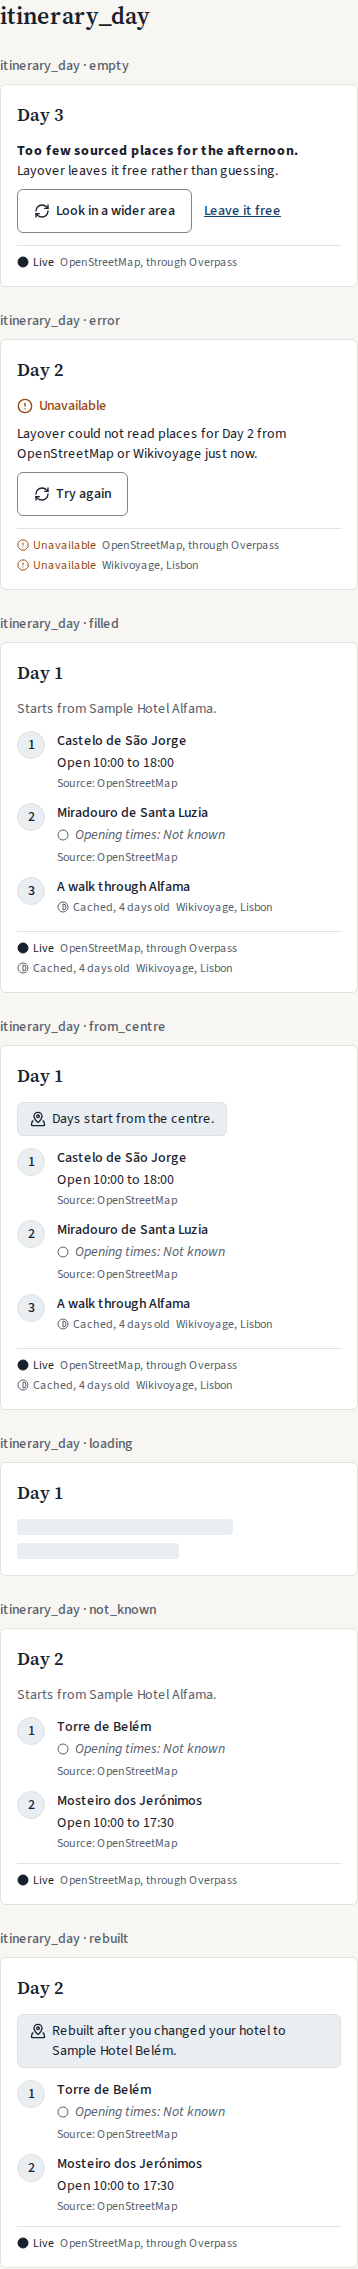 itinerary_day
itinerary_day · empty
Day 3
Too few sourced places for the afternoon.
Layover leaves it free rather than guessing.
Look in a wider area Leave it free
Live OpenStreetMap, through Overpass
itinerary_day · error
Day 2
Unavailable
Layover could not read places for Day 2 from
OpenStreetMap or Wikivoyage just now.
Try again
Unavailable OpenStreetMap, through Overpass
Unavailable Wikivoyage, Lisbon
itinerary_day · filled
Day 1
Starts from Sample Hotel Alfama.
1 Castelo de São Jorge
Open 10:00 to 18:00
Source: OpenStreetMap
2 Miradouro de Santa Luzia
Opening times: Not known
Source: OpenStreetMap
3 A walk through Alfama
Cached, 4 days old Wikivoyage, Lisbon
Live OpenStreetMap, through Overpass
Cached, 4 days old Wikivoyage, Lisbon
itinerary_day · from_centre
Day 1
Days start from the centre.
1 Castelo de São Jorge
Open 10:00 to 18:00
Source: OpenStreetMap
2 Miradouro de Santa Luzia
Opening times: Not known
Source: OpenStreetMap
3 A walk through Alfama
Cached, 4 days old Wikivoyage, Lisbon
Live OpenStreetMap, through Overpass
Cached, 4 days old Wikivoyage, Lisbon
itinerary_day · loading
Day 1
itinerary_day · not_known
Day 2
Starts from Sample Hotel Alfama.
1 Torre de Belém
Opening times: Not known
Source: OpenStreetMap
2 Mosteiro dos Jerónimos
Open 10:00 to 17:30
Source: OpenStreetMap
Live OpenStreetMap, through Overpass
itinerary_day · rebuilt
Day 2
Rebuilt after you changed your hotel to
Sample Hotel Belém.
1 Torre de Belém
Opening times: Not known
Source: OpenStreetMap
2 Mosteiro dos Jerónimos
Open 10:00 to 17:30
Source: OpenStreetMap
Live OpenStreetMap, through Overpass